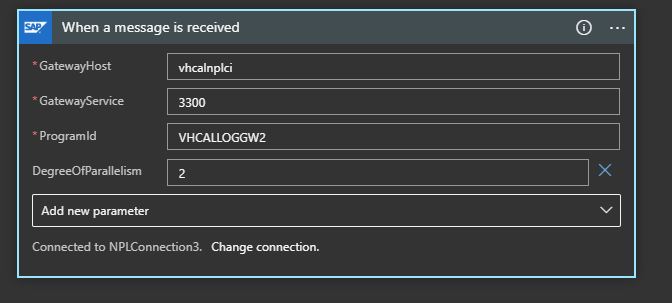 SAP When a message is received
*GatewayHost vhcalnplci
*GatewayService 3300
*ProgramId VHCALLOGGW2
DegreeOfParallelism 2
Add new parameter
Connected to NPLConnection3. Change connection.